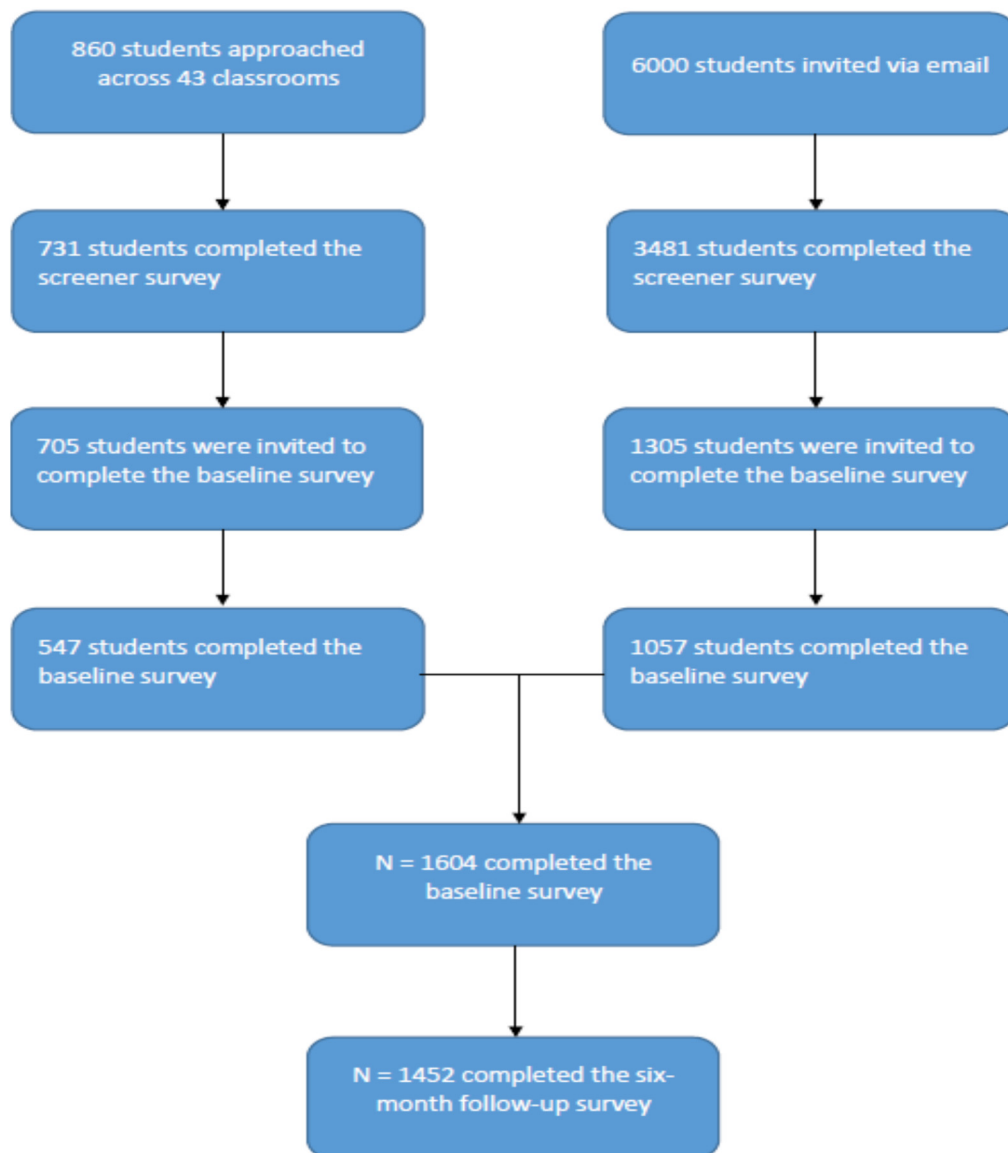 860 students approached
across 43 classrooms
6000 students invited via email
731 students completed the
screener survey
3481 students completed the
screener survey
705 students were invited to
complete the baseline survey
1305 students were invited to
complete the baseline survey
547 students completed the
baseline survey
1057 students completed the
baseline survey
N = 1604 completed the
baseline survey
N = 1452 completed the six-
month follow-up survey